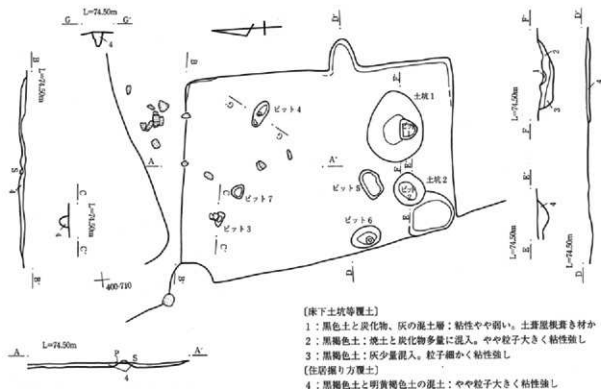 L=74.50m
G G'
4
D'
B
L=74.50m
B
F'
D'
2
1
3
4
F
L=74.50m
土坑1
ピット4
G
G
F
A
A'
F E'
E'
土坑2
C
ピット5
C
L=74.50m
4
C'
ピット7
ピット3
C'
ピット6
E
4
E
L=74.50m
B'
400-710
B'
D
D
L=74.50m
A
P S
A'
4
[床下土坑等覆土]
1:黒色土と炭化物、灰の混土層:粘性やや弱い。土葺屋根葺き材か
2:黒褐色土:焼土と炭化物多量に混入。やや粒子大きく粘性強し
3:黒褐色土:灰少量混入。粒子細かく粘性強し
[住居掘り方覆土]
4:黒褐色土と明黄褐色土の混土:やや粒子大きく粘性強し